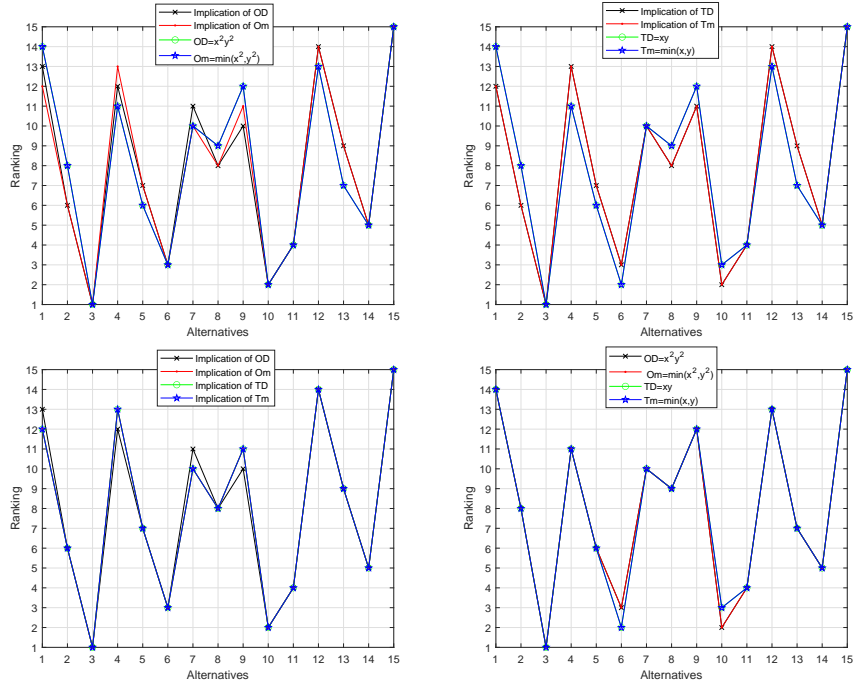 Implication of OD
Implication of Om
OD=x²y²
Om=min(x²,y²)
15
14
13
12
11
10
9
8
7
6
5
4
3
2
1
Ranking
1 2 3 4 5 6 7 8 9 10 11 12 13 14 15
Alternatives
Implication of TD
Implication of Tm
TD=xy
Tm=min(x,y)
15
14
13
12
11
10
9
8
7
6
5
4
3
2
1
Ranking
1 2 3 4 5 6 7 8 9 10 11 12 13 14 15
Alternatives
Implication of OD
Implication of Om
Implication of TD
Implication of Tm
15
14
13
12
11
10
9
8
7
6
5
4
3
2
1
Ranking
1 2 3 4 5 6 7 8 9 10 11 12 13 14 15
Alternatives
OD=x²y²
Om=min(x²,y²)
TD=xy
Tm=min(x,y)
15
14
13
12
11
10
9
8
7
6
5
4
3
2
1
Ranking
1 2 3 4 5 6 7 8 9 10 11 12 13 14 15
Alternatives